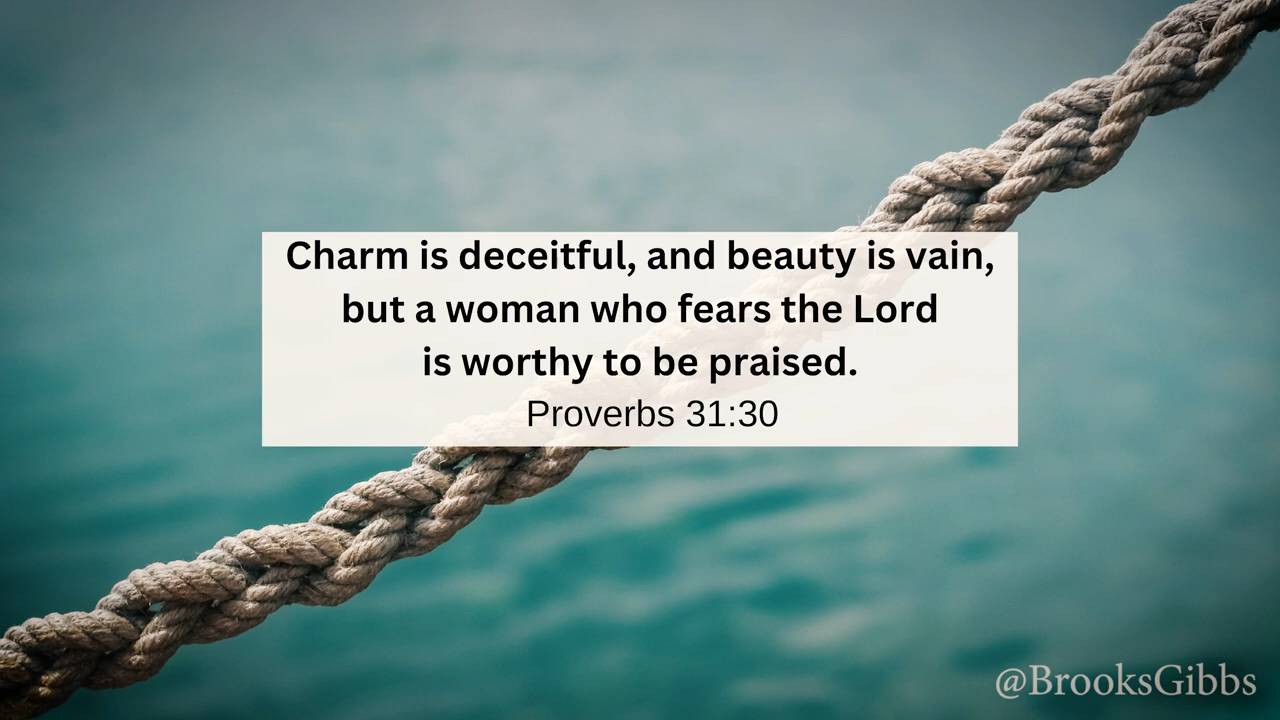 Charm is deceitful, and beauty is vain,
but a woman who fears the Lord
is worthy to be praised.
Proverbs 31:30
@BrooksGibbs